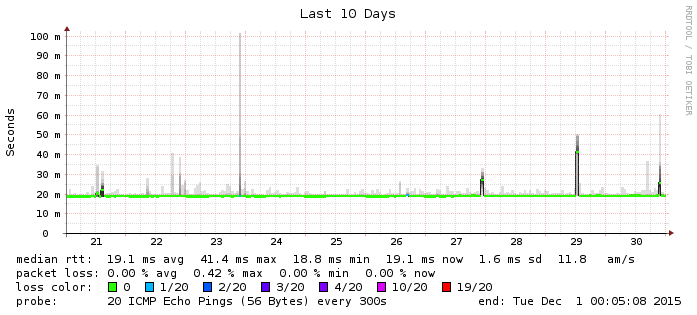 Last 10 Days
RRDTOOL / TOBI OETIKER
Seconds
100 m
90 m
80 m
70 m
60 m
50 m
40 m
30 m
20 m
10 m
0
21 22 23 24 25 26 27 28 29 30
median rtt: 19.1 ms avg 41.4 ms max 18.8 ms min 19.1 ms now 1.6 ms sd 11.8 am/s
packet loss: 0.00 % avg 0.42 % max 0.00 % min 0.00 % now
loss color: 0 1/20 2/20 3/20 4/20 10/20 19/20
probe: 20 ICMP Echo Pings (56 Bytes) every 300s end: Tue Dec 1 00:05:08 2015